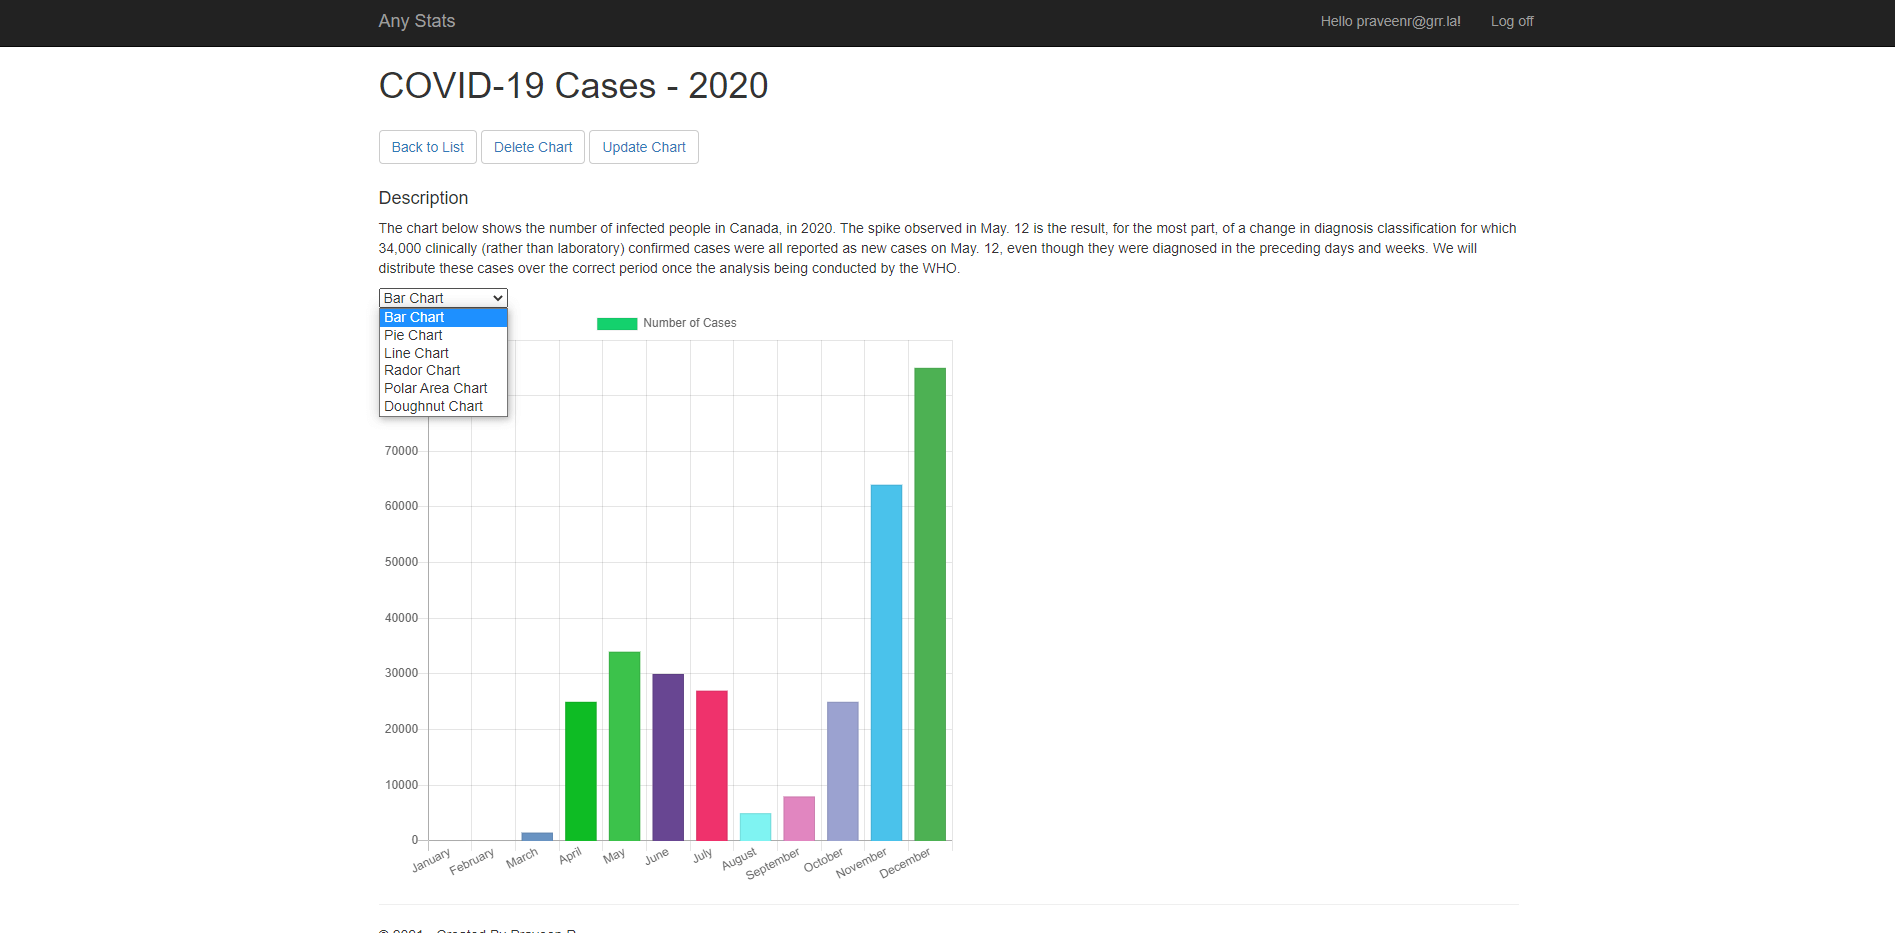 Any Stats
Hello praveenr@grr.la!
Log off
COVID-19 Cases - 2020
Back to List
Delete Chart
Update Chart
Description
The chart below shows the number of infected people in Canada, in 2020. The spike observed in May. 12 is the result, for the most part, of a change in diagnosis classification for which
34,000 clinically (rather than laboratory) confirmed cases were all reported as new cases on May. 12, even though they were diagnosed in the preceding days and weeks. We will
distribute these cases over the correct period once the analysis being conducted by the WHO.
Bar Chart
Bar Chart
Pie Chart
Line Chart
Rador Chart
Polar Area Chart
Doughnut Chart
Number of Cases
70000
60000
50000
40000
30000
20000
10000
0
January
February
March
April
May
June
July
August
September
October
November
December
© 2021 - Created By Praveen R